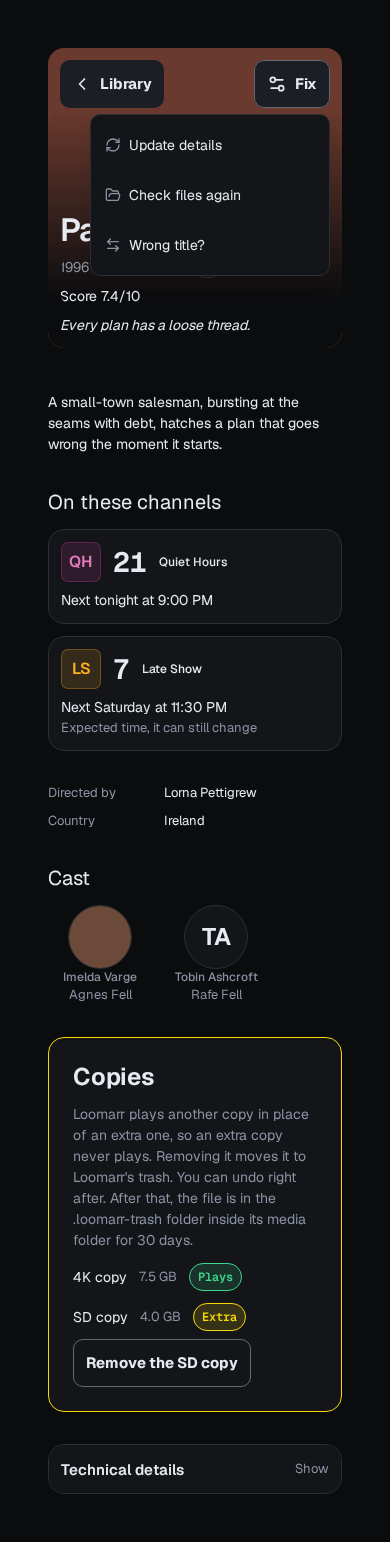 Library
Fix
Update details
Check files again
Wrong title?
Pa
1996
Score 7.4/10
Every plan has a loose thread.
A small-town salesman, bursting at the
seams with debt, hatches a plan that goes
wrong the moment it starts.
On these channels
QH 21 Quiet Hours
Next tonight at 9:00 PM
LS 7 Late Show
Next Saturday at 11:30 PM
Expected time, it can still change
Directed by Lorna Pettigrew
Country Ireland
Cast
TA
Imelda Varge Tobin Ashcroft
Agnes Fell Rafe Fell
Copies
Loomarr plays another copy in place
of an extra one, so an extra copy
never plays. Removing it moves it to
Loomarr's trash. You can undo right
after. After that, the file is in the
.loomarr-trash folder inside its media
folder for 30 days.
4K copy 7.5 GB Plays
SD copy 4.0 GB Extra
Remove the SD copy
Technical details Show